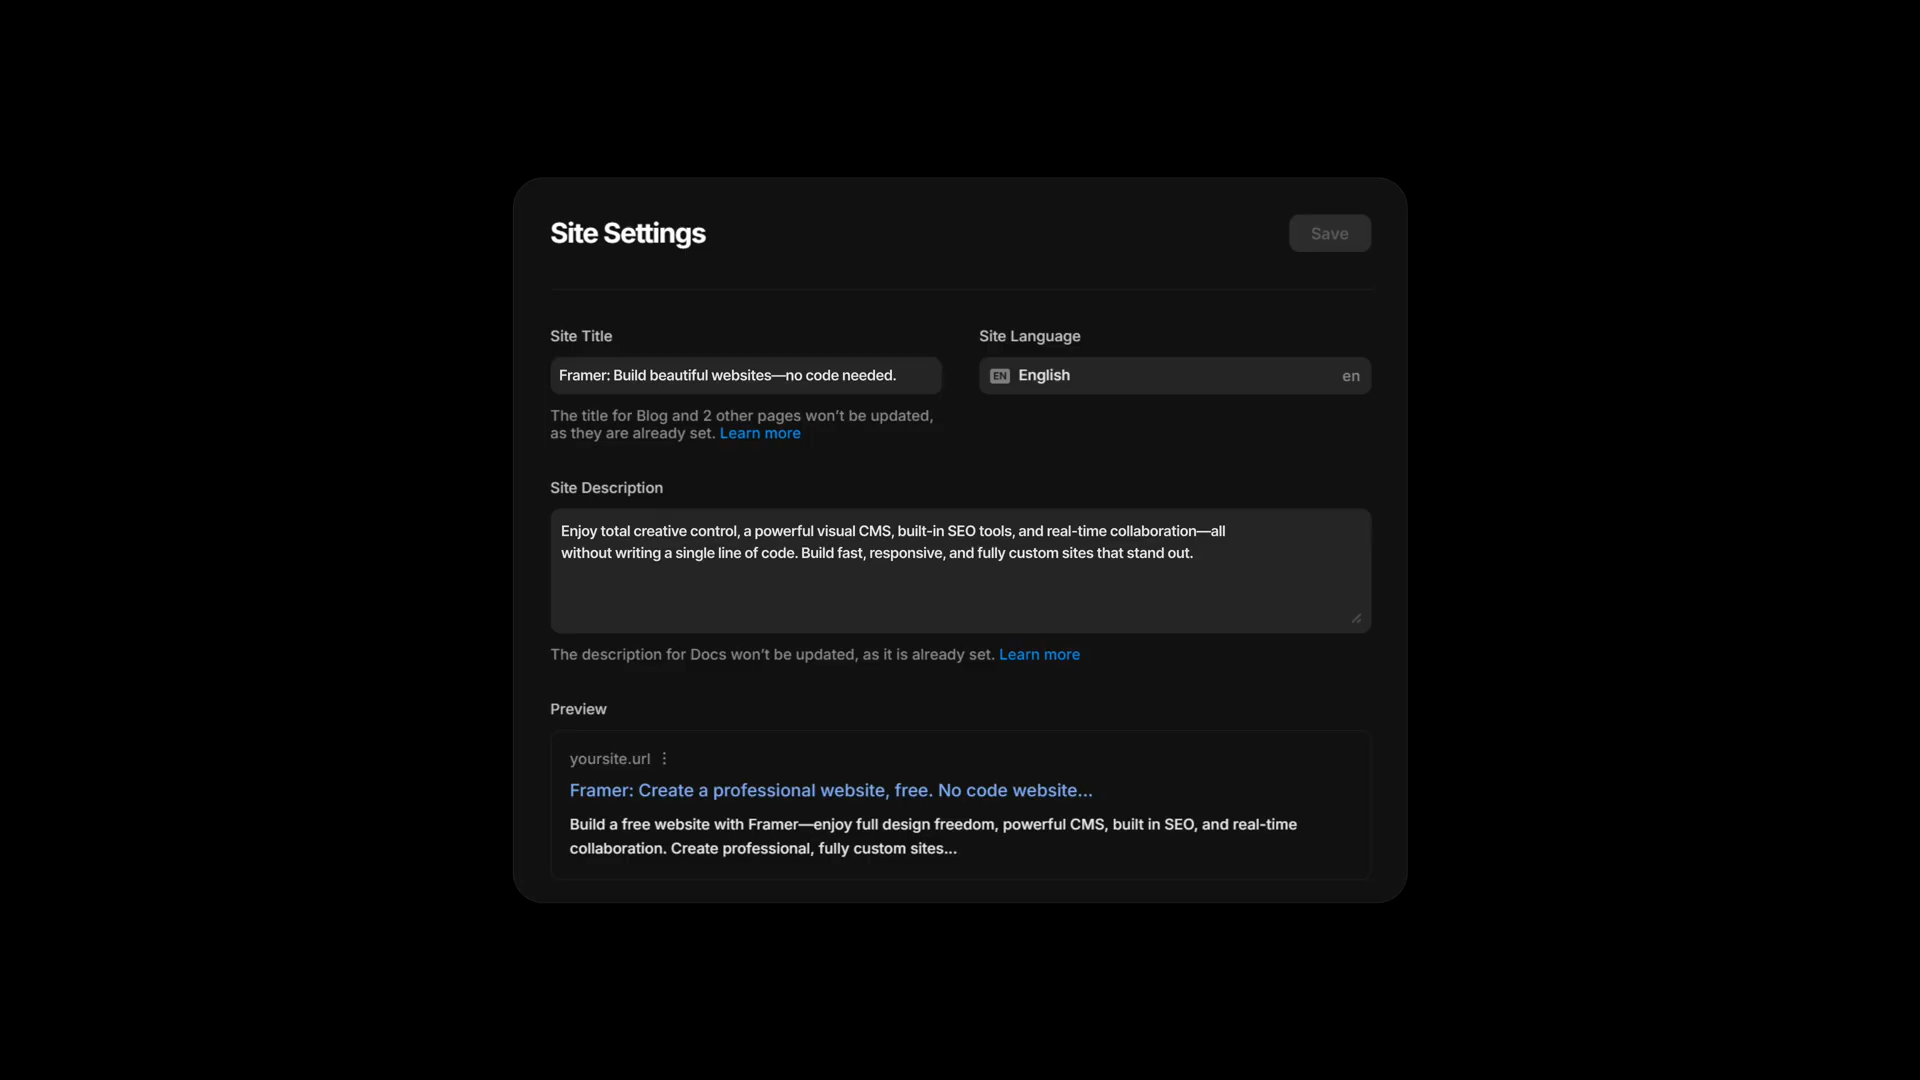 Site Settings
Save
Site Title
Site Language
Framer: Build beautiful websites—no code needed.
EN English en
The title for Blog and 2 other pages won’t be updated,
as they are already set. Learn more
Site Description
Enjoy total creative control, a powerful visual CMS, built-in SEO tools, and real-time collaboration—all
without writing a single line of code. Build fast, responsive, and fully custom sites that stand out.
The description for Docs won’t be updated, as it is already set. Learn more
Preview
yoursite.url
Framer: Create a professional website, free. No code website...
Build a free website with Framer—enjoy full design freedom, powerful CMS, built in SEO, and real-time
collaboration. Create professional, fully custom sites...